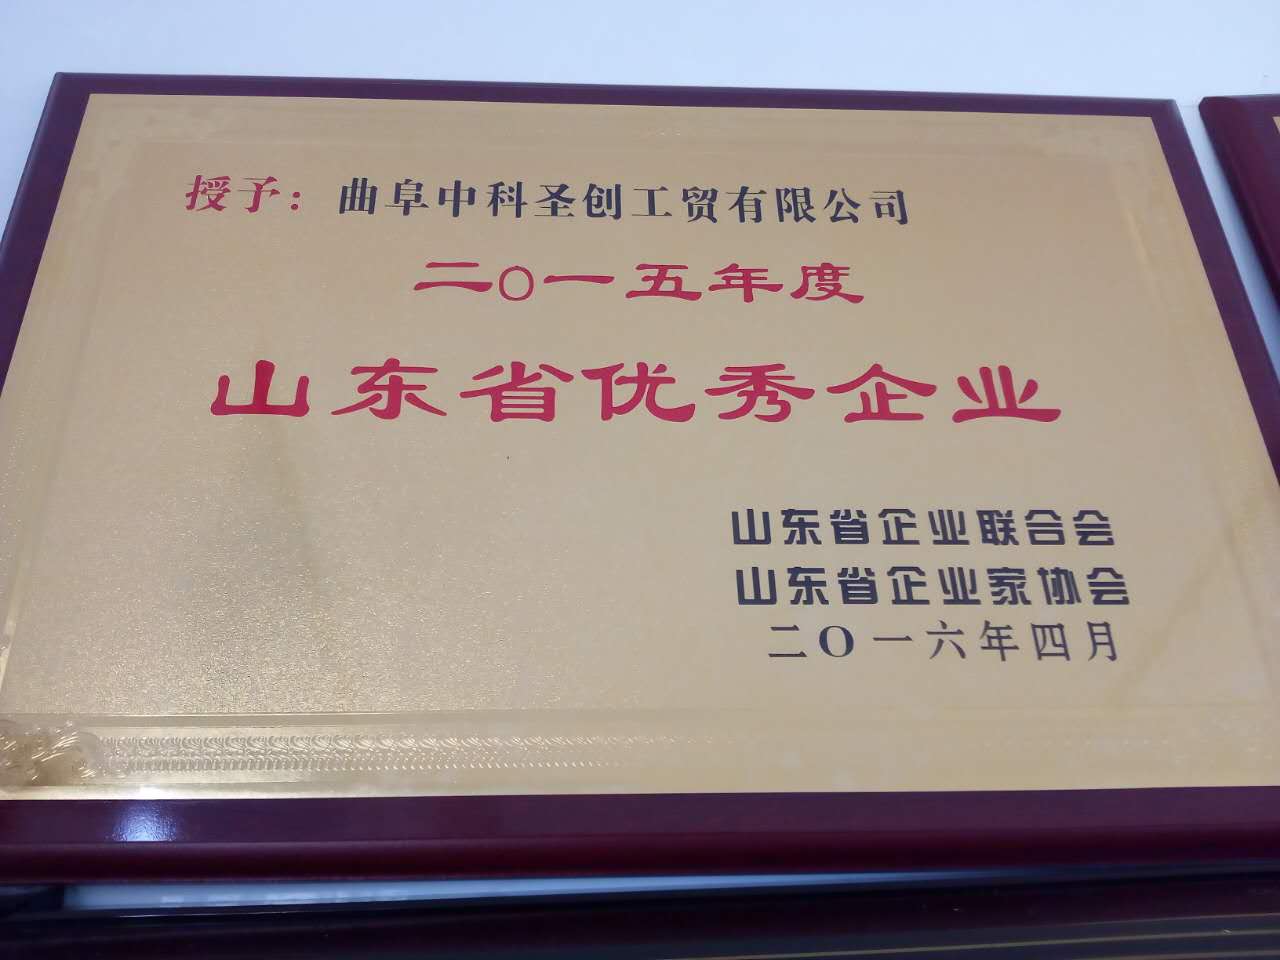 授予：曲阜中科圣创工贸有限公司
二〇一五年度
山东省优秀企业
山东省企业联合会
山东省企业家协会
二〇一六年四月